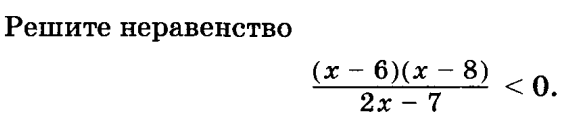 Решите неравенство
(x − 6)(x − 8)
2x − 7
< 0.